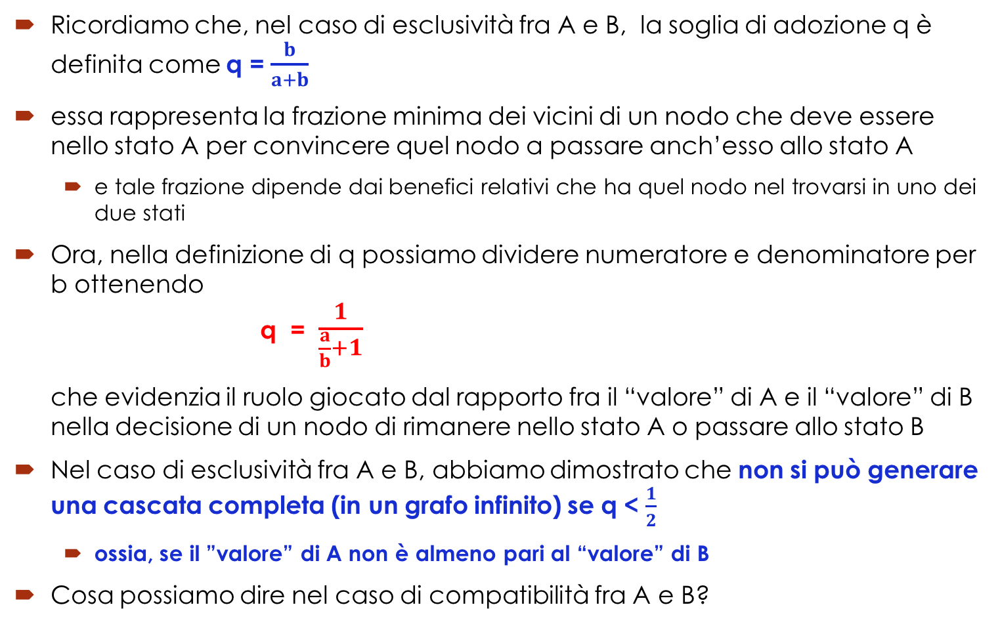 Ricordiamo che, nel caso di esclusività fra A e B, la soglia di adozione q è
definita come q = b/(a+b)
essa rappresenta la frazione minima dei vicini di un nodo che deve essere
nello stato A per convincere quel nodo a passare anch’esso allo stato A
e tale frazione dipende dai benefici relativi che ha quel nodo nel trovarsi in uno dei
due stati
Ora, nella definizione di q possiamo dividere numeratore e denominatore per
b ottenendo
q = 1/(a/b+1)
che evidenzia il ruolo giocato dal rapporto fra il “valore” di A e il “valore” di B
nella decisione di un nodo di rimanere nello stato A o passare allo stato B
Nel caso di esclusività fra A e B, abbiamo dimostrato che non si può generare
una cascata completa (in un grafo infinito) se q < 1/2
ossia, se il ”valore” di A non è almeno pari al “valore” di B
Cosa possiamo dire nel caso di compatibilità fra A e B?